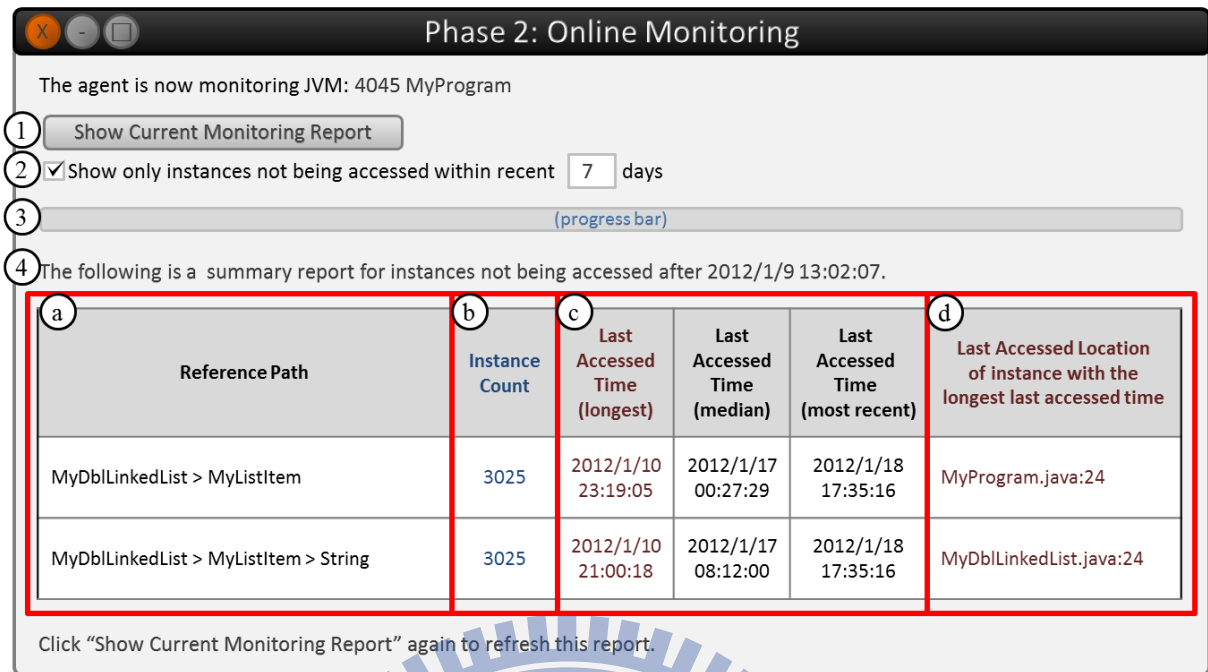 X - Phase 2: Online Monitoring
The agent is now monitoring JVM: 4045 MyProgram
1 Show Current Monitoring Report
2 Show only instances not being accessed within recent 7 days
3 (progress bar)
4 The following is a summary report for instances not being accessed after 2012/1/9 13:02:07.
a
Reference Path
b
Instance
Count
c
Last
Accessed
Time
(longest)
Last
Accessed
Time
(median)
Last
Accessed
Time
(most recent)
d
Last Accessed Location
of instance with the
longest last accessed time
MyDblLinkedList > MyListItem
3025
2012/1/10
23:19:05
2012/1/17
00:27:29
2012/1/18
17:35:16
MyProgram.java:24
MyDblLinkedList > MyListItem > String
3025
2012/1/10
21:00:18
2012/1/17
08:12:00
2012/1/18
17:35:16
MyDblLinkedList.java:24
Click “Show Current Monitoring Report” again to refresh this report.